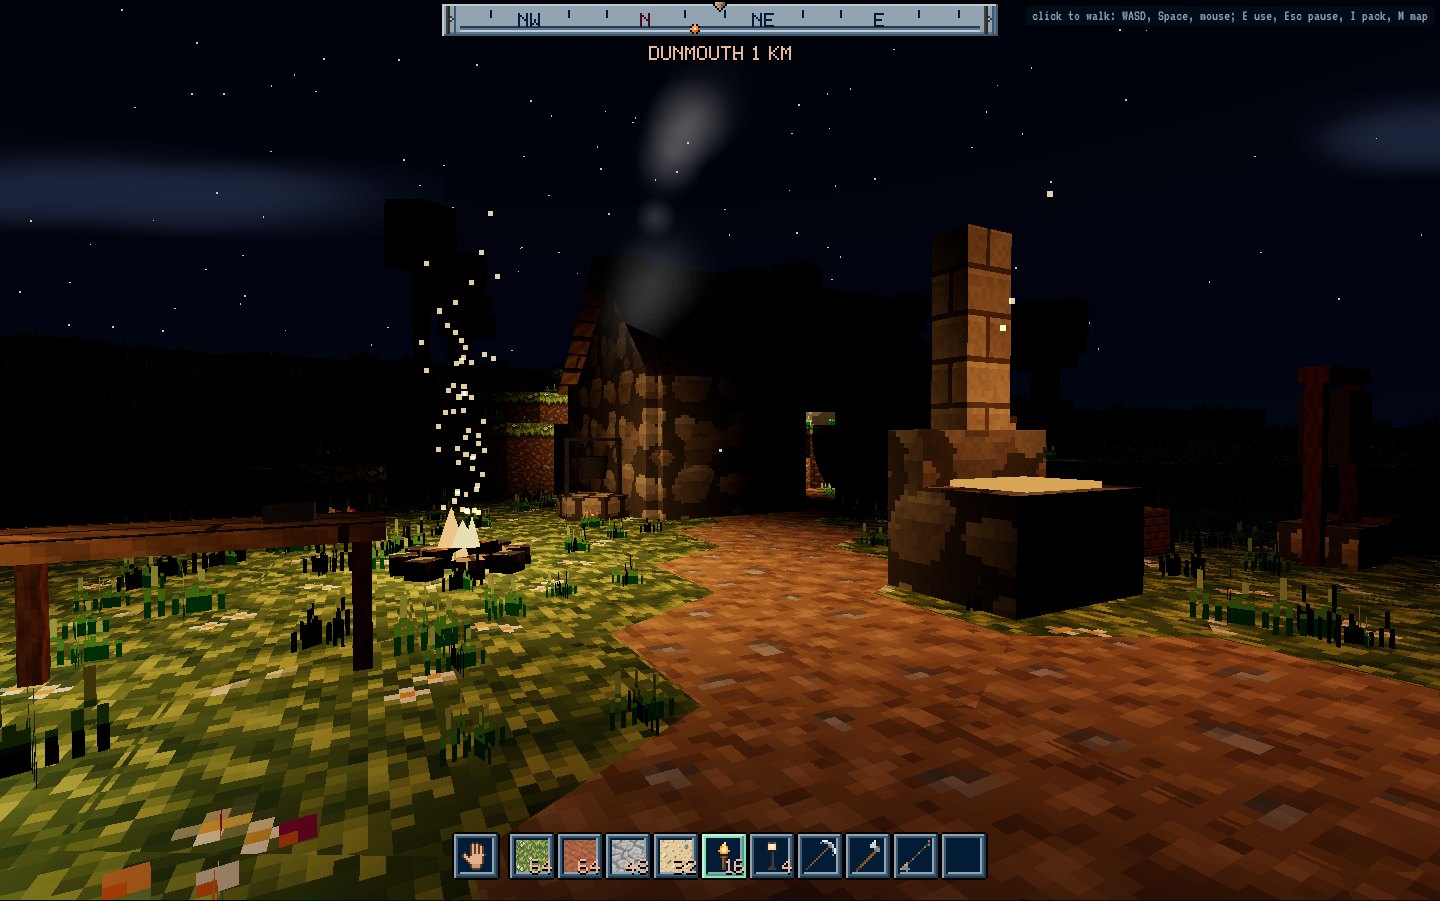 NW N NE E
click to walk: WASD, Space, mouse; E use, Esc pause, I pack, M map
DUNMOUTH 1 KM
64 64 48 32 16 4